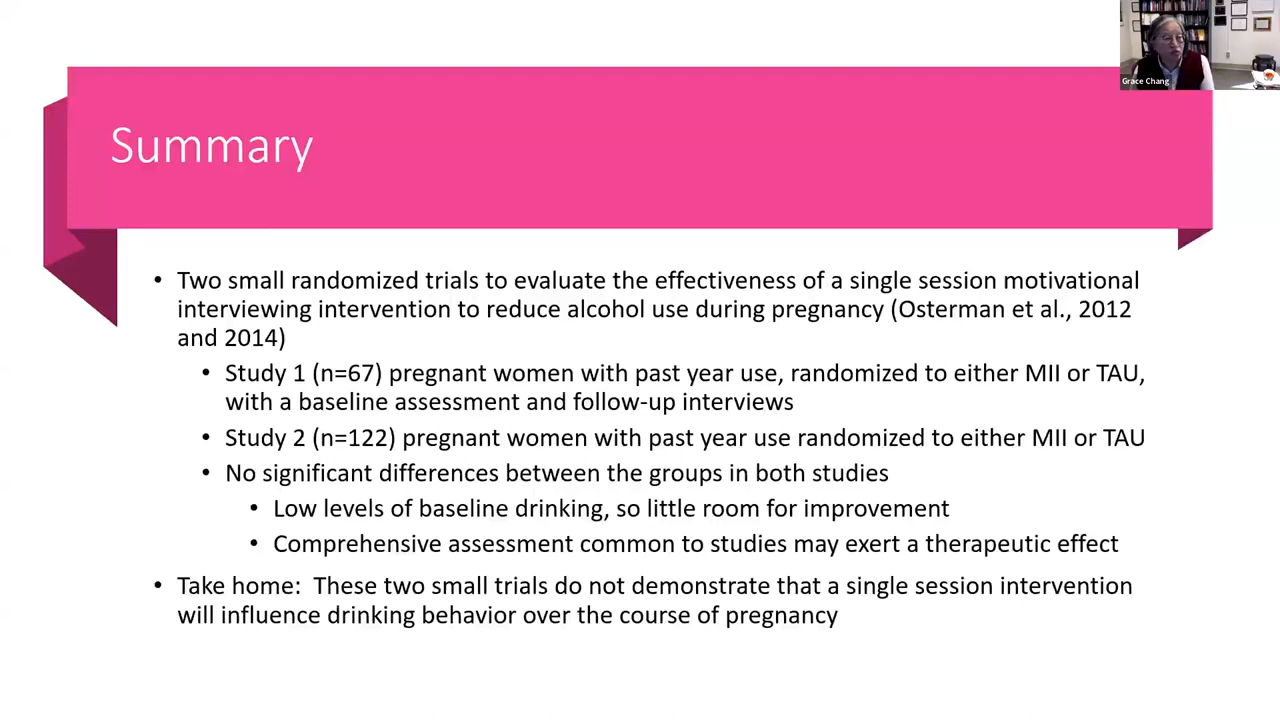 Grace Chang
Summary
• Two small randomized trials to evaluate the effectiveness of a single session motivational
interviewing intervention to reduce alcohol use during pregnancy (Osterman et al., 2012
and 2014)
• Study 1 (n=67) pregnant women with past year use, randomized to either MII or TAU,
with a baseline assessment and follow-up interviews
• Study 2 (n=122) pregnant women with past year use randomized to either MII or TAU
• No significant differences between the groups in both studies
• Low levels of baseline drinking, so little room for improvement
• Comprehensive assessment common to studies may exert a therapeutic effect
• Take home:  These two small trials do not demonstrate that a single session intervention
will influence drinking behavior over the course of pregnancy